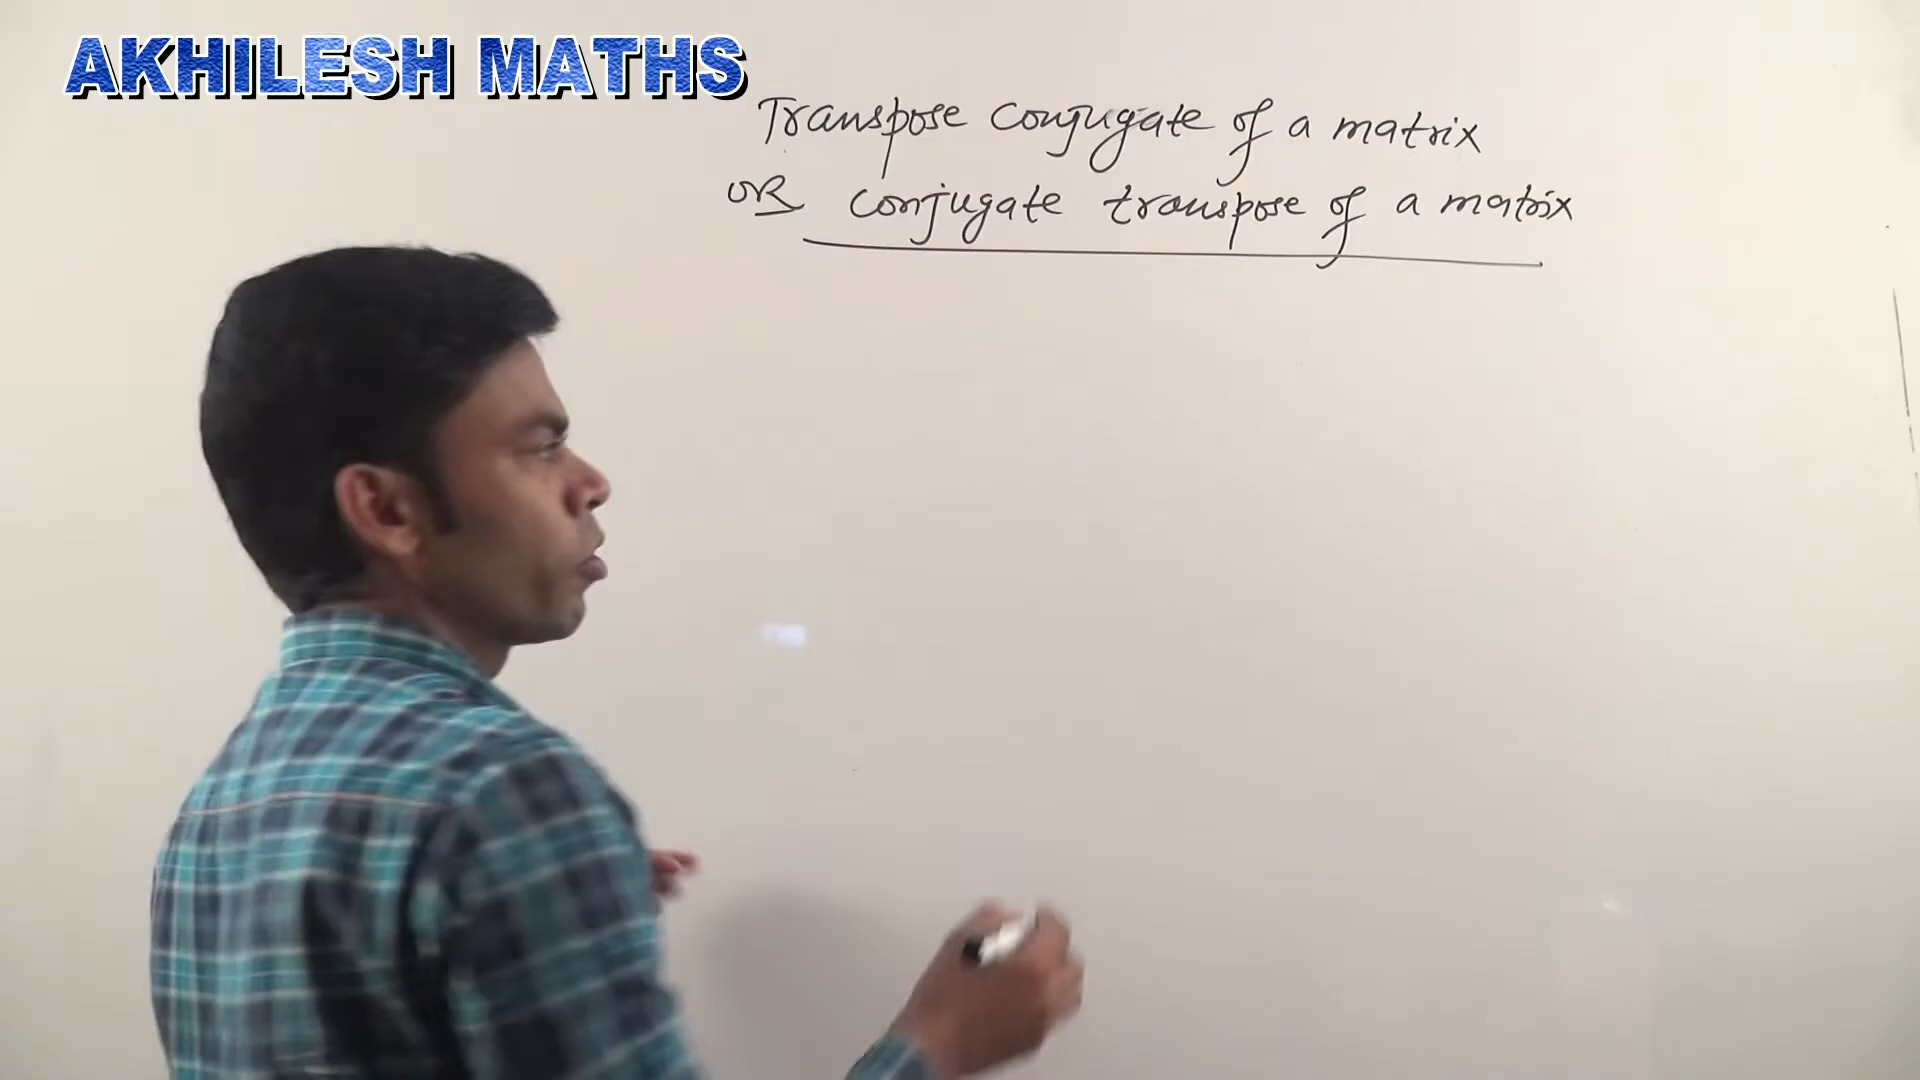 AKHILESH MATHS
Transpose conjugate of a matrix
OR conjugate transpose of a matrix